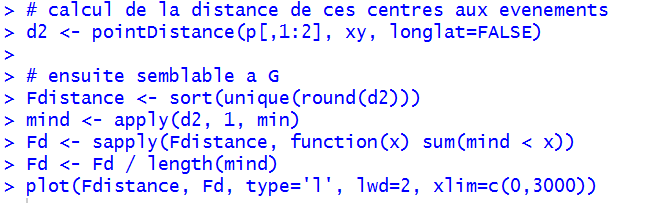 > # calcul de la distance de ces centres aux evenements
> d2 <- pointDistance(p[,1:2], xy, longlat=FALSE)
>
> # ensuite semblable a G
> Fdistance <- sort(unique(round(d2)))
> mind <- apply(d2, 1, min)
> Fd <- sapply(Fdistance, function(x) sum(mind < x))
> Fd <- Fd / length(mind)
> plot(Fdistance, Fd, type='l', lwd=2, xlim=c(0,3000))